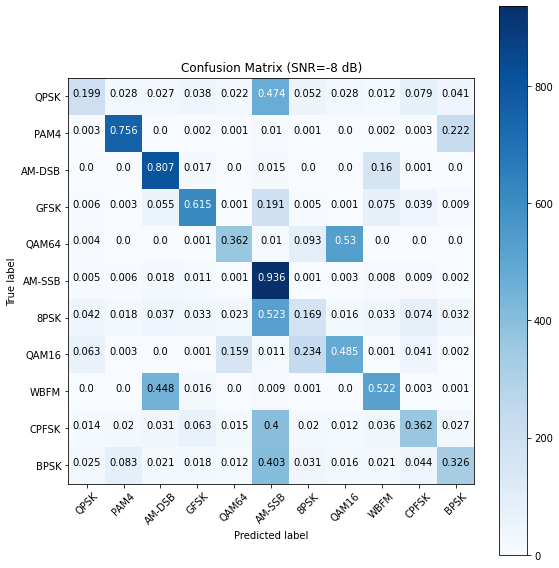 Confusion Matrix (SNR=-8 dB)
QPSK 0.199 0.028 0.027 0.038 0.022 0.474 0.052 0.028 0.012 0.079 0.041
PAM4 0.003 0.756 0.0 0.002 0.001 0.01 0.001 0.0 0.002 0.003 0.222
AM-DSB 0.0 0.0 0.807 0.017 0.0 0.015 0.0 0.0 0.16 0.001 0.0
GFSK 0.006 0.003 0.055 0.615 0.001 0.191 0.005 0.001 0.075 0.039 0.009
QAM64 0.004 0.0 0.0 0.001 0.362 0.01 0.093 0.53 0.0 0.0 0.0
AM-SSB 0.005 0.006 0.018 0.011 0.001 0.936 0.001 0.003 0.008 0.009 0.002
8PSK 0.042 0.018 0.037 0.033 0.023 0.523 0.169 0.016 0.033 0.074 0.032
QAM16 0.063 0.003 0.0 0.001 0.159 0.011 0.234 0.485 0.001 0.041 0.002
WBFM 0.0 0.0 0.448 0.016 0.0 0.009 0.001 0.0 0.522 0.003 0.001
CPFSK 0.014 0.02 0.031 0.063 0.015 0.4 0.02 0.012 0.036 0.362 0.027
BPSK 0.025 0.083 0.021 0.018 0.012 0.403 0.031 0.016 0.021 0.044 0.326
QPSK PAM4 AM-DSB GFSK QAM64 AM-SSB 8PSK QAM16 WBFM CPFSK BPSK
Predicted label
True label
800
600
400
200
0